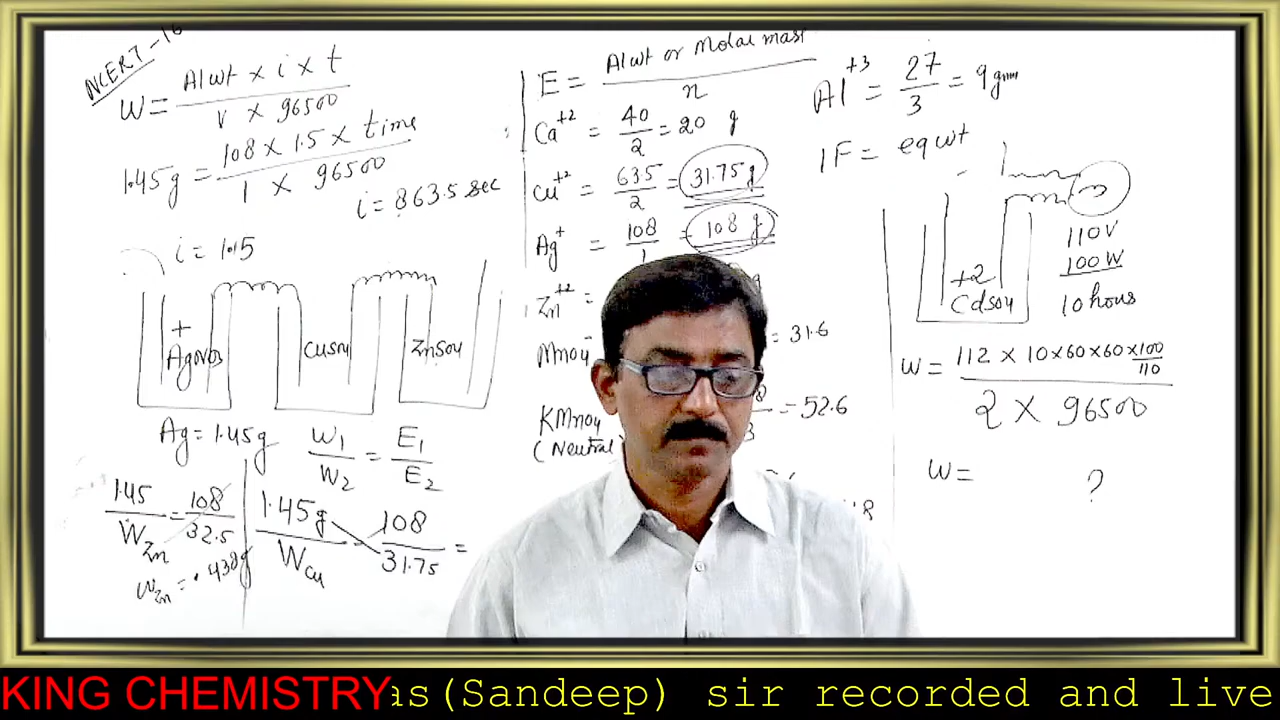 NCERT-16
W = Atwt × i × t
V × 96500
1.45g = 108 × 1.5 × time
1 × 96500
i = 863.5 sec
i = 1.5
+
AgNO3
CuSO4
ZnSO4
Ag = 1.45g
W1 = E1
W2 E2
1.45 = 108
WZn 32.5
WZn = .438g
1.45g = 108 =
WCu 31.75
E = Atwt or Molar mass
n
Ca+2 = 40 = 20 g
2
Cu+2 = 63.5 = 31.75 g
2
Ag+ = 108 = 108 g
1
Zn+2 =
MnO4- = 31.6
KMnO4 = 52.6
3
(Neutral)
Al+3 = 27 = 9 gm
3
1F = eq wt
110V
100W
10 hours
+2
CdSO4
W = 112 × 10 × 60 × 60 × 100
110
2 × 96500
W = ?
KING CHEMISTRY as(Sandeep) sir recorded and live